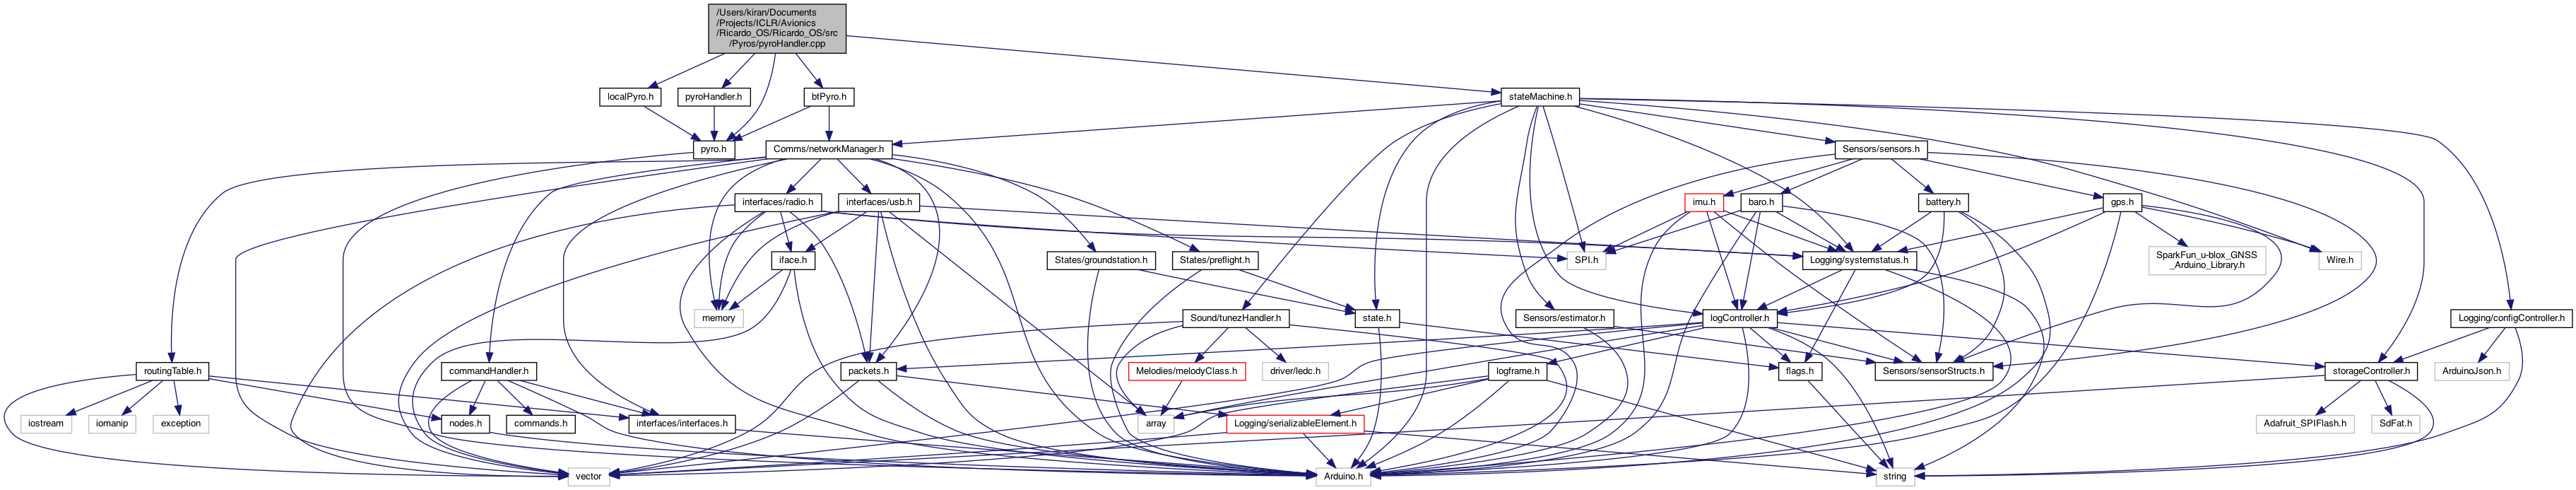 /Users/kiran/Documents
/Projects/ICLR/Avionics
/Ricardo_OS/Ricardo_OS/src
/Pyros/pyroHandler.cpp
localPyro.h
pyroHandler.h
btPyro.h
stateMachine.h
pyro.h
Comms/networkManager.h
Sensors/sensors.h
interfaces/radio.h
interfaces/usb.h
imu.h
baro.h
battery.h
gps.h
iface.h
States/groundstation.h
States/preflight.h
SPI.h
Logging/systemstatus.h
SparkFun_u-blox_GNSS
_Arduino_Library.h
Wire.h
memory
Sound/tunezHandler.h
state.h
Sensors/estimator.h
logController.h
Logging/configController.h
routingTable.h
commandHandler.h
packets.h
Melodies/melodyClass.h
driver/ledc.h
logframe.h
flags.h
Sensors/sensorStructs.h
storageController.h
ArduinoJson.h
iostream
iomanip
exception
nodes.h
commands.h
interfaces/interfaces.h
array
Logging/serializableElement.h
Adafruit_SPIFlash.h
SdFat.h
vector
Arduino.h
string